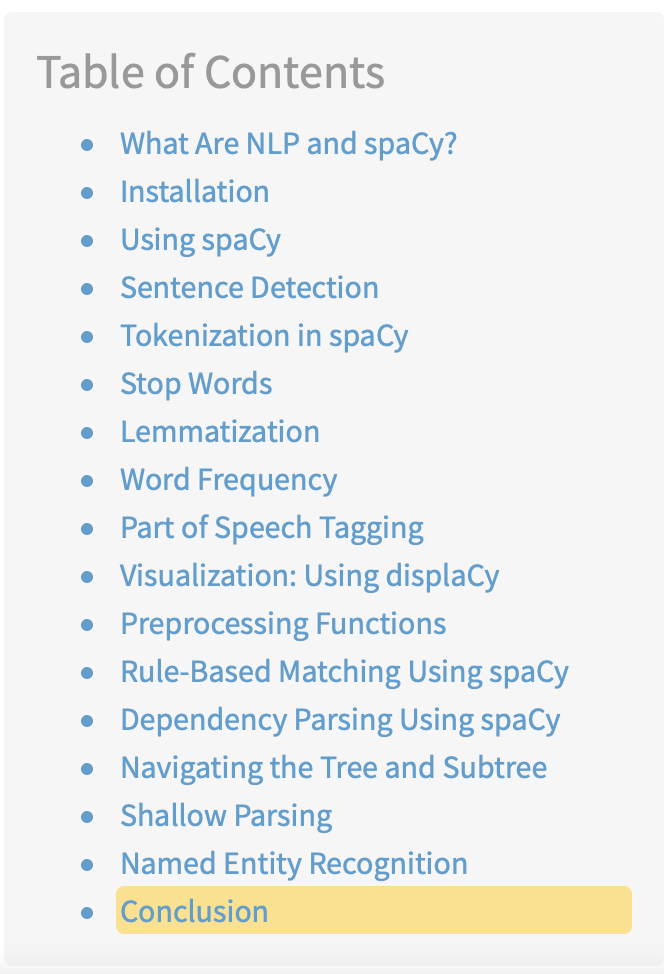 Table of Contents
What Are NLP and spaCy?
Installation
Using spaCy
Sentence Detection
Tokenization in spaCy
Stop Words
Lemmatization
Word Frequency
Part of Speech Tagging
Visualization: Using displaCy
Preprocessing Functions
Rule-Based Matching Using spaCy
Dependency Parsing Using spaCy
Navigating the Tree and Subtree
Shallow Parsing
Named Entity Recognition
Conclusion